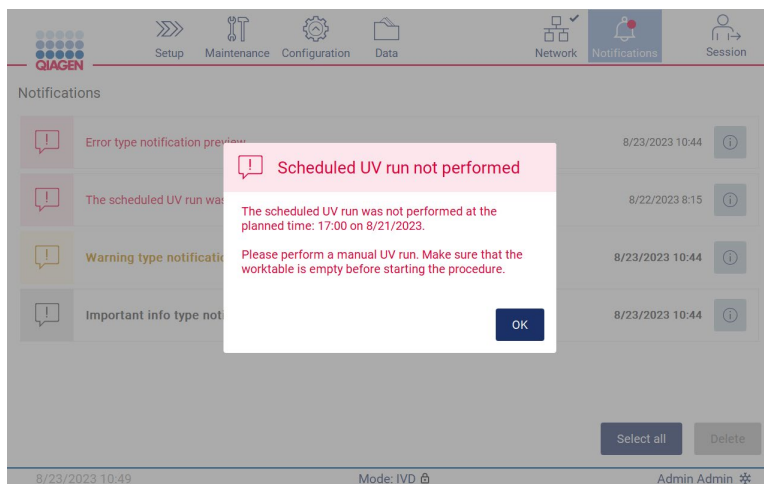 Setup Maintenance Configuration Data Network Notifications Session
QIAGEN
Notifications
Error type notification preview 8/23/2023 10:44
Scheduled UV run not performed
The scheduled UV run was 8/22/2023 8:15
The scheduled UV run was not performed at the
planned time: 17:00 on 8/21/2023.
Warning type notificatio 8/23/2023 10:44
Please perform a manual UV run. Make sure that the
worktable is empty before starting the procedure.
Important info type noti 8/23/2023 10:44
OK
Select all Delete
8/23/2023 10:49 Mode: IVD Admin Admin